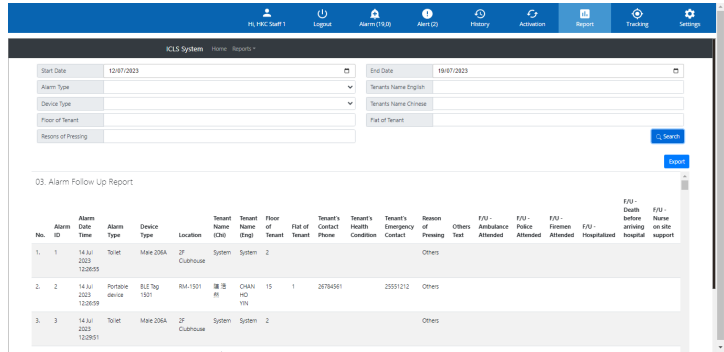 Hi, HKC Staff 1 Logout Alarm (19,0) Alert (2) History Activation Report Tracking Settings
ICLS System Home Reports
Start Date 12/07/2023 End Date 19/07/2023
Alarm Type Tenants Name English
Device Type Tenants Name Chinese
Floor of Tenant Flat of Tenant
Resons of Pressing Search
Export
03. Alarm Follow Up Report
No. Alarm ID Alarm Date Time Alarm Type Device Type Location Tenant Name (Chi) Tenant Name (Eng) Floor of Tenant Flat of Tenant Tenant's Contact Phone Tenant's Health Condition Tenant's Emergency Contact Reason of Pressing Others Text F/U - Ambulance Attended F/U - Police Attended F/U - Firemen Attended F/U - Hospitalized F/U - Death before arriving hospital F/U - Nurse on site support
1. 1 14 Jul 2023 12:26:55 Toilet Male 206A 2F Clubhouse System System 2 Others
2. 2 14 Jul 2023 12:26:59 Portable device BLE Tag 1501 RM-1501 CHAN HO YIN 15 1 26784561 25551212 Others
3. 3 14 Jul 2023 12:29:51 Toilet Male 206A 2F Clubhouse System System 2 Others